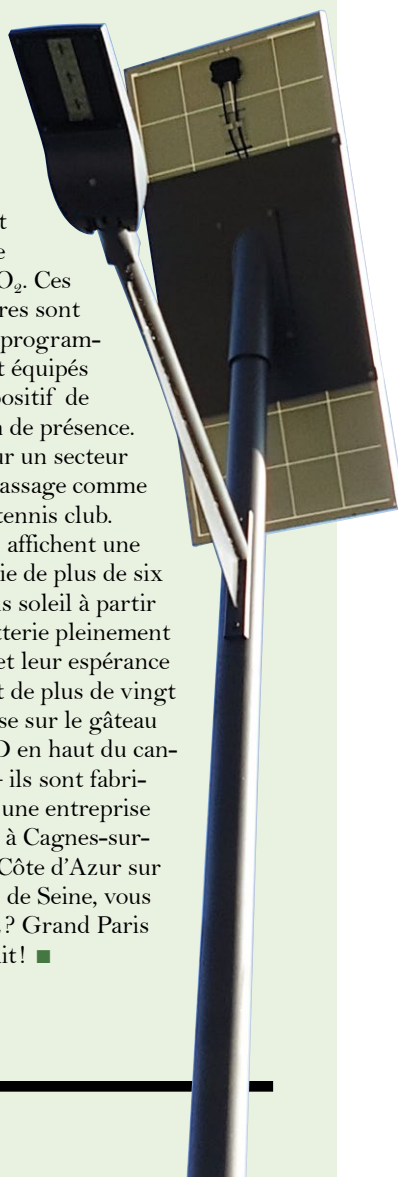 t
e
O₂. Ces
res sont
program-
t équipés
ositif de
n de présence.
ur un secteur
assage comme
tennis club.
affichent une
ie de plus de six
s soleil à partir
tterie pleinement
et leur espérance
t de plus de vingt
se sur le gâteau
D en haut du can-
- ils sont fabri-
une entreprise
à Cagnes-sur-
Côte d'Azur sur
de Seine, vous
? Grand Paris
it! ■